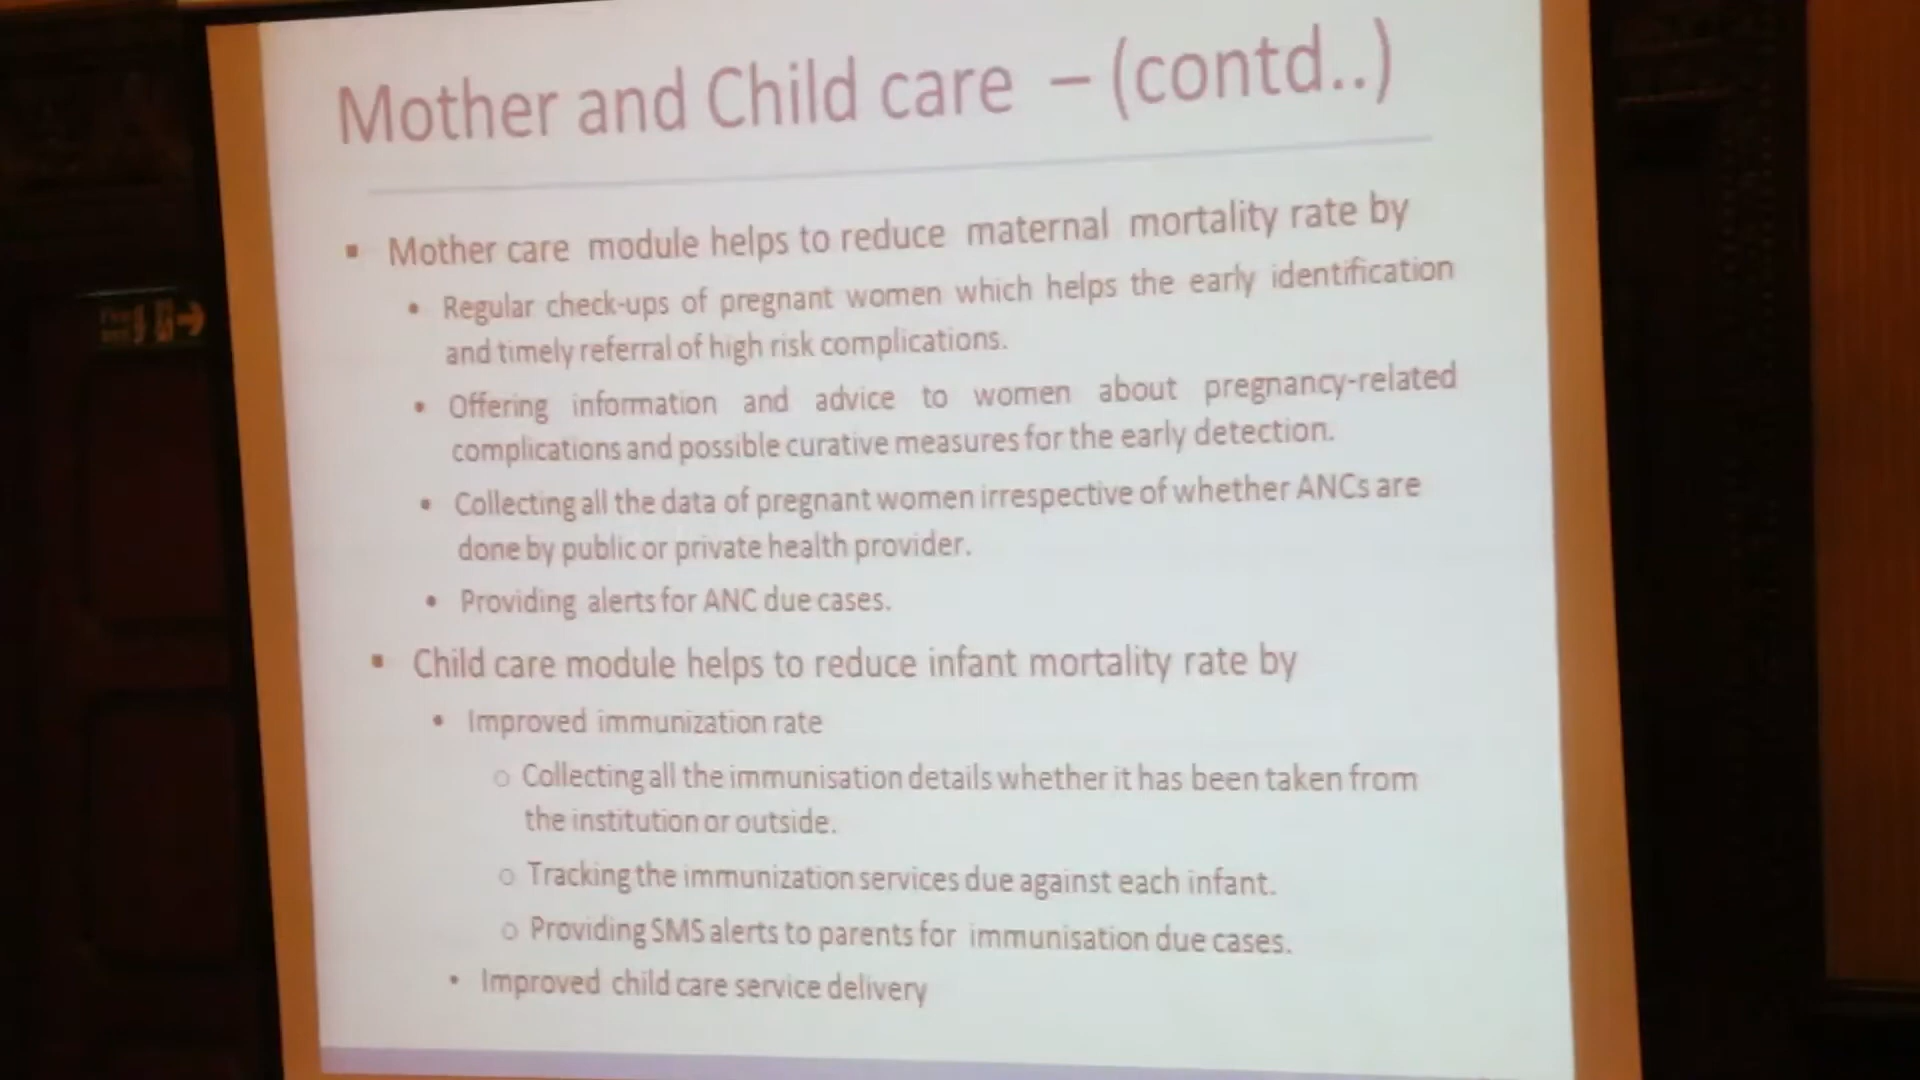 Mother and Child care – (contd..)
▪ Mother care module helps to reduce maternal mortality rate by
• Regular check-ups of pregnant women which helps the early identification
and timely referral of high risk complications.
• Offering information and advice to women about pregnancy-related
complications and possible curative measures for the early detection.
• Collecting all the data of pregnant women irrespective of whether ANCs are
done by public or private health provider.
• Providing alerts for ANC due cases.
▪ Child care module helps to reduce infant mortality rate by
• Improved immunization rate
○ Collecting all the immunisation details whether it has been taken from
the institution or outside.
○ Tracking the immunization services due against each infant.
○ Providing SMS alerts to parents for immunisation due cases.
• Improved child care service delivery